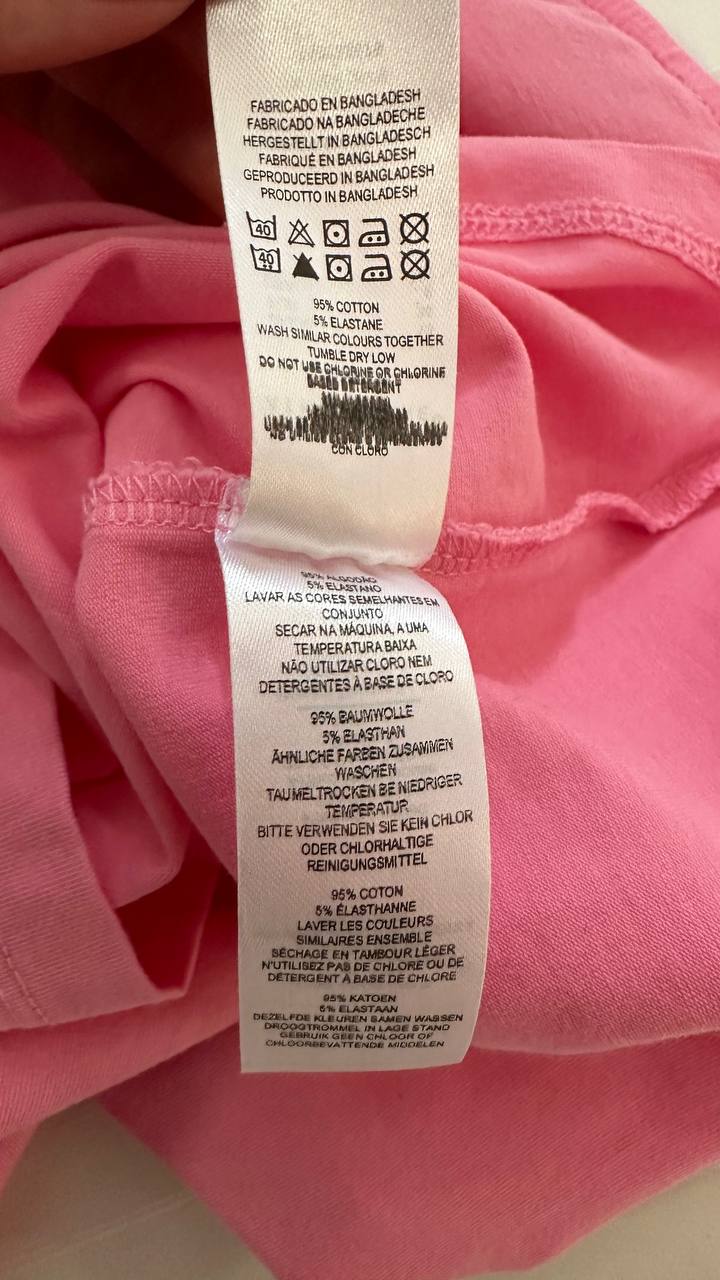 FABRICADO EN BANGLADESH
FABRICADO NA BANGLADECHE
HERGESTELLT IN BANGLADESCH
FABRIQUÉ EN BANGLADESH
GEPRODUCEERD IN BANGLADESH
PRODOTTO IN BANGLADESH
40
40
95% COTTON
5% ELASTANE
WASH SIMILAR COLOURS TOGETHER
TUMBLE DRY LOW
DO NOT USE CHLORINE OR CHLORINE
BASED DETERGENT
CON CLORO
95% ALGODÃO
5% ELASTANO
LAVAR AS CORES SEMELHANTES EM
CONJUNTO
SECAR NA MÁQUINA, A UMA
TEMPERATURA BAIXA
NÃO UTILIZAR CLORO NEM
DETERGENTES À BASE DE CLORO
95% BAUMWOLLE
5% ELASTHAN
ÄHNLICHE FARBEN ZUSAMMEN
WASCHEN
TAUMELTROCKEN BE NIEDRIGER
TEMPERATUR
BITTE VERWENDEN SIE KEIN CHLOR
ODER CHLORHALTIGE
REINIGUNGSMITTEL
95% COTON
5% ÉLASTHANNE
LAVER LES COULEURS
SIMILAIRES ENSEMBLE
SÉCHAGE EN TAMBOUR LÉGER
N'UTILISEZ PAS DE CHLORE OU DE
DÉTERGENT À BASE DE CHLORE
95% KATOEN
5% ELASTAAN
DEZELFDE KLEUREN SAMEN WASSEN
DROOGTROMMEL IN LAGE STAND
GEBRUIK GEEN CHLOOR OF
CHLOORBEVATTENDE MIDDELEN